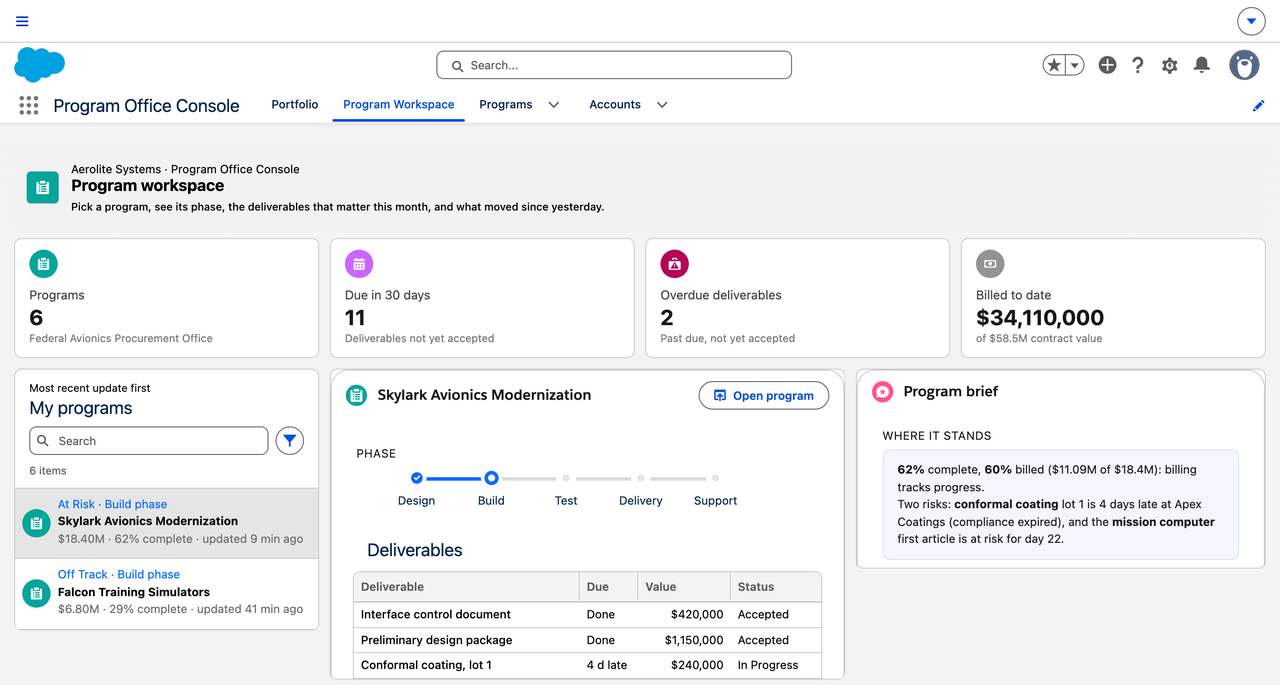 Search...
Program Office Console
Portfolio
Program Workspace
Programs
Accounts
Aerolite Systems · Program Office Console
Program workspace
Pick a program, see its phase, the deliverables that matter this month, and what moved since yesterday.
Programs
6
Federal Avionics Procurement Office
Due in 30 days
11
Deliverables not yet accepted
Overdue deliverables
2
Past due, not yet accepted
Billed to date
$34,110,000
of $58.5M contract value
Most recent update first
My programs
Search
6 items
At Risk · Build phase
Skylark Avionics Modernization
$18.40M · 62% complete · updated 9 min ago
Off Track · Build phase
Falcon Training Simulators
$6.80M · 29% complete · updated 41 min ago
Skylark Avionics Modernization
Open program
PHASE
Design Build Test Delivery Support
Deliverables
Deliverable Due Value Status
Interface control document Done $420,000 Accepted
Preliminary design package Done $1,150,000 Accepted
Conformal coating, lot 1 4 d late $240,000 In Progress
Program brief
WHERE IT STANDS
62% complete, 60% billed ($11.09M of $18.4M): billing
tracks progress.
Two risks: conformal coating lot 1 is 4 days late at Apex
Coatings (compliance expired), and the mission computer
first article is at risk for day 22.